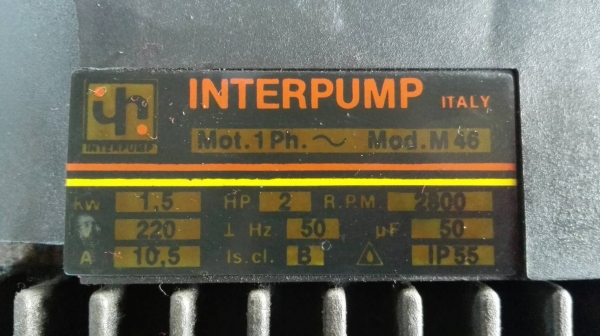 INTERPUMP ITALY
INTERPUMP
Mot. 1 Ph. ~ Mod. M 46
kw 1,5 HP 2 R.P.M. 2800
V 220 ⊥ Hz 50 µF 50
A 10,5 Is.cl. B IP 55